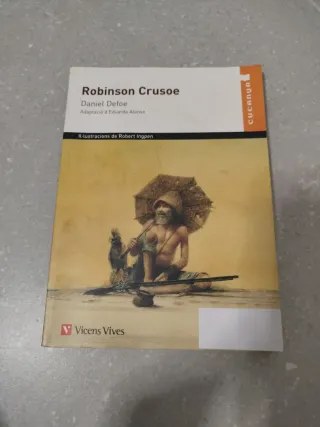 Robinson Crusoe
Daniel Defoe
Adaptació d'Eduardo Alonso
cucanya
Il·lustracions de Robert Ingpen
Vicens Vives